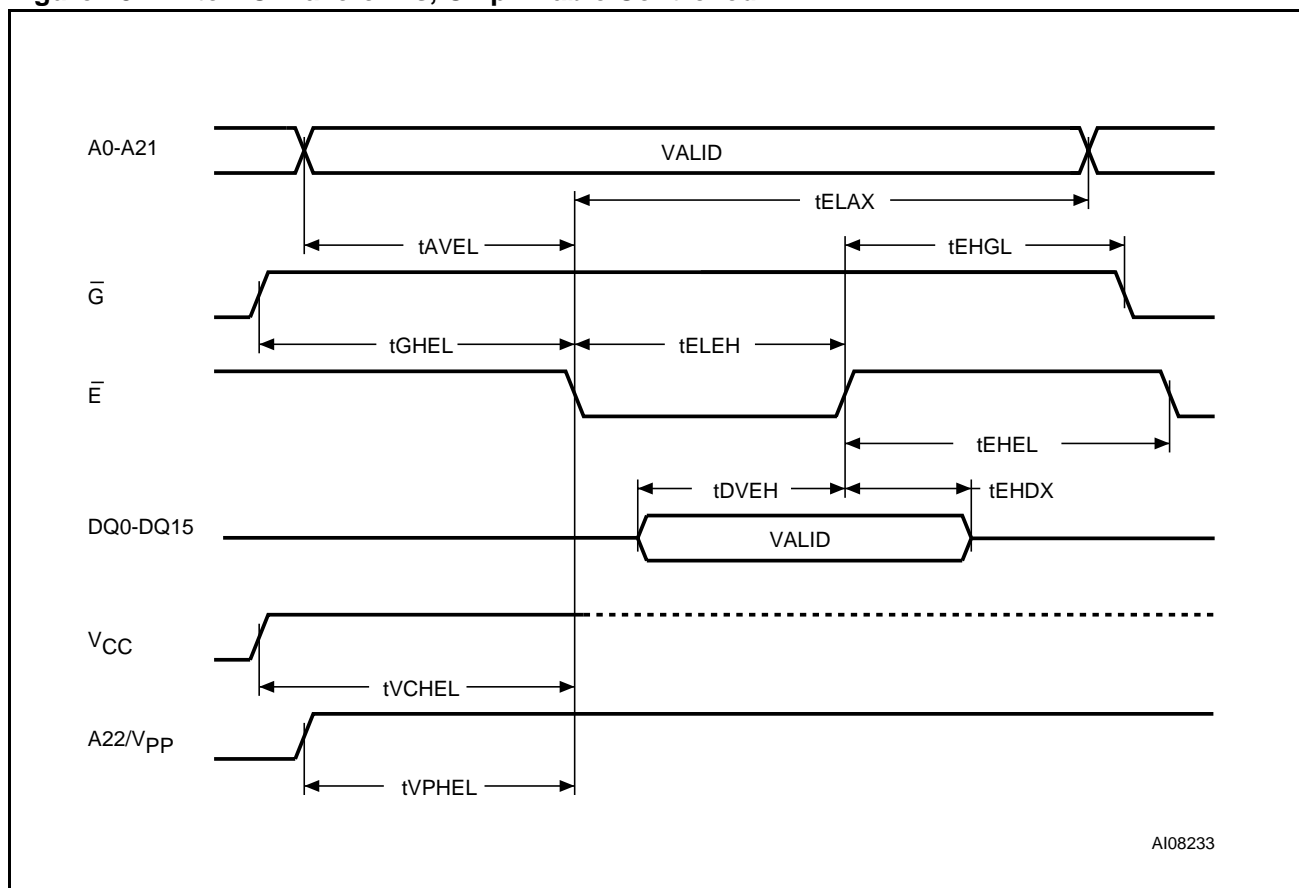 A0-A21
VALID
tELAX
tAVEL
tEHGL
G̅
tGHEL
tELEH
E̅
tEHEL
tDVEH
tEHDX
DQ0-DQ15
VALID
VCC
tVCHEL
A22/VPP
tVPHEL
AI08233